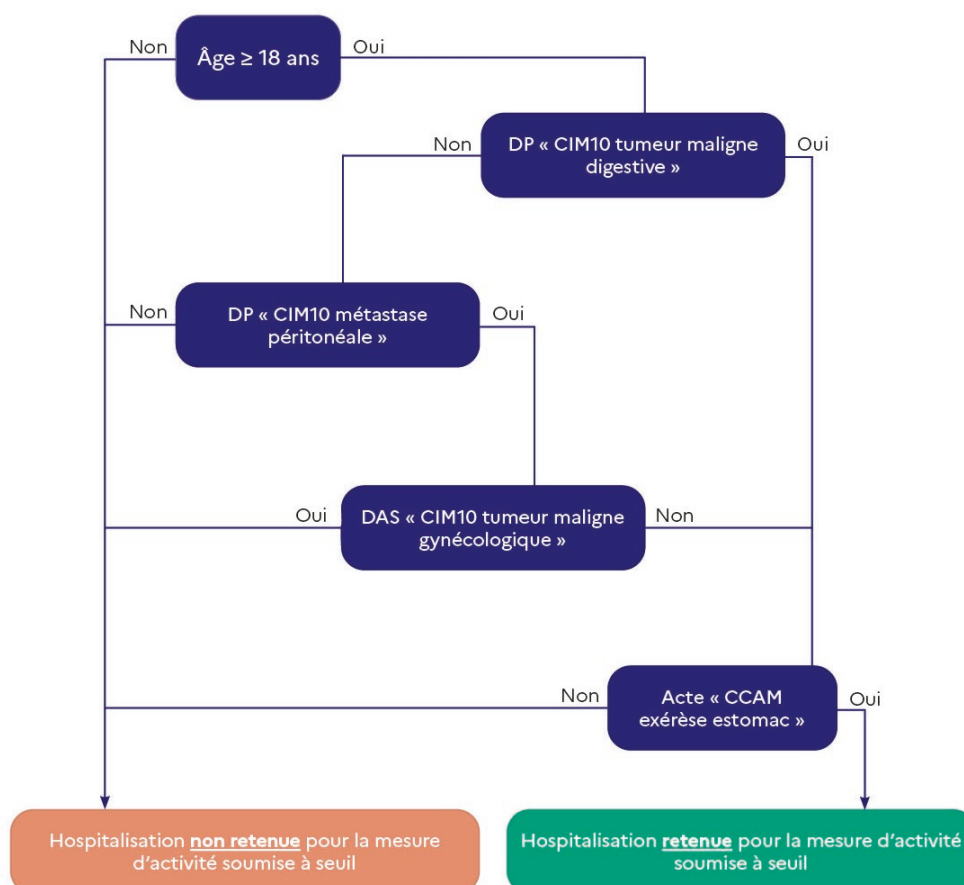 Non
Âge ≥ 18 ans
Oui
Non
DP « CIM10 tumeur maligne
digestive »
Oui
Non
DP « CIM10 métastase
péritonéale »
Oui
Oui
DAS « CIM10 tumeur maligne
gynécologique »
Non
Non
Acte « CCAM
exérèse estomac »
Oui
Hospitalisation non retenue pour la mesure
d'activité soumise à seuil
Hospitalisation retenue pour la mesure d'activité
soumise à seuil